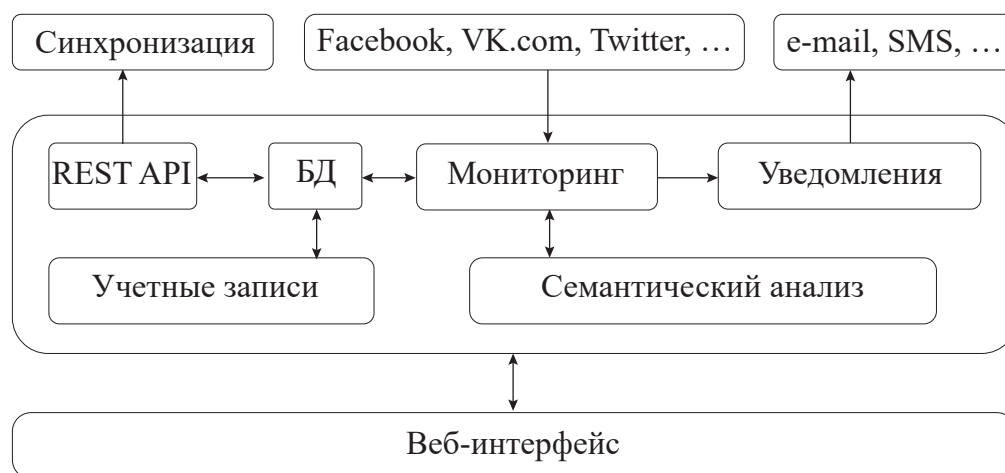 Синхронизация
Facebook, VK.com, Twitter, …
e-mail, SMS, …
REST API
БД
Мониторинг
Уведомления
Учетные записи
Семантический анализ
Веб-интерфейс